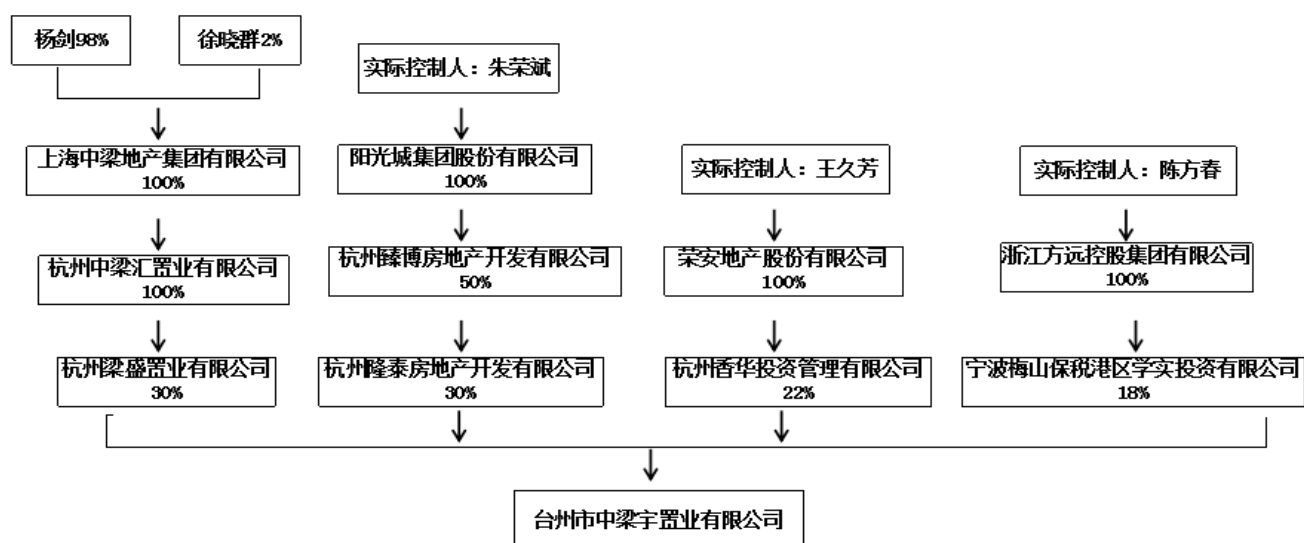 杨剑98%
徐晓群2%
实际控制人：朱荣斌
上海中梁地产集团有限公司
100%
阳光城集团股份有限公司
100%
实际控制人：王久芳
实际控制人：陈方春
杭州中梁汇置业有限公司
100%
杭州臻博房地产开发有限公司
50%
荣安地产股份有限公司
100%
浙江方远控股集团有限公司
100%
杭州梁盛置业有限公司
30%
杭州隆泰房地产开发有限公司
30%
杭州香华投资管理有限公司
22%
宁波梅山保税港区学实投资有限公司
18%
台州市中梁宇置业有限公司